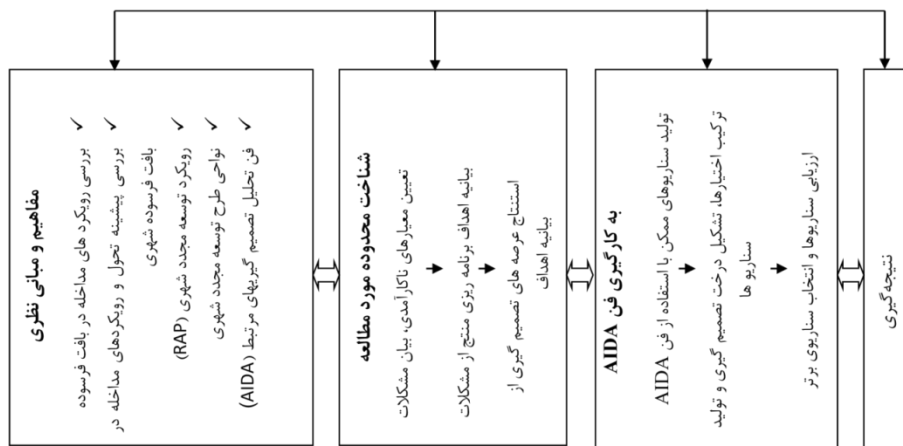 مفاهیم و مبانی نظری
✓ بررسی رویکرد های مداخله در بافت فرسوده
✓ بررسی پیشینه تحول و رویکردهای مداخله در
بافت فرسوده شهری
✓ رویکرد توسعه مجدد شهری (RAP)
✓ نواحی طرح توسعه مجدد شهری
✓ فن تحلیل تصمیم گیریهای مرتبط (AIDA)
شناخت محدوده مورد مطالعه
تعیین معیارهای ناکارآمدی، بیان مشکلات
بیانیه اهداف برنامه ریزی منتج از مشکلات
استنتاج عرصه های تصمیم گیری از
بیانیه اهداف
به کارگیری فن AIDA
تولید سناریوهای ممکن با استفاده از فن AIDA
ترکیب اختیارها، تشکیل درخت تصمیم گیری و تولید
سناریو ها
ارزیابی سناریوها و انتخاب سناریوی برتر
نتیجه گیری